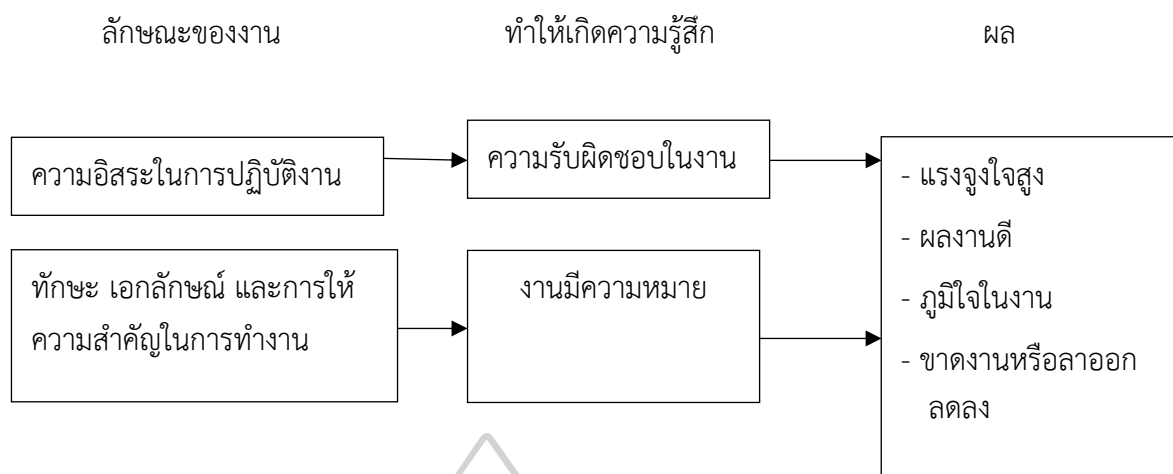 ลักษณะของงาน
ทำให้เกิดความรู้สึก
ผล
ความอิสระในการปฏิบัติงาน
ความรับผิดชอบในงาน
ทักษะ เอกลักษณ์ และการให้
ความสำคัญในการทำงาน
งานมีความหมาย
- แรงจูงใจสูง
- ผลงานดี
- ภูมิใจในงาน
- ขาดงานหรือลาออก
ลดลง